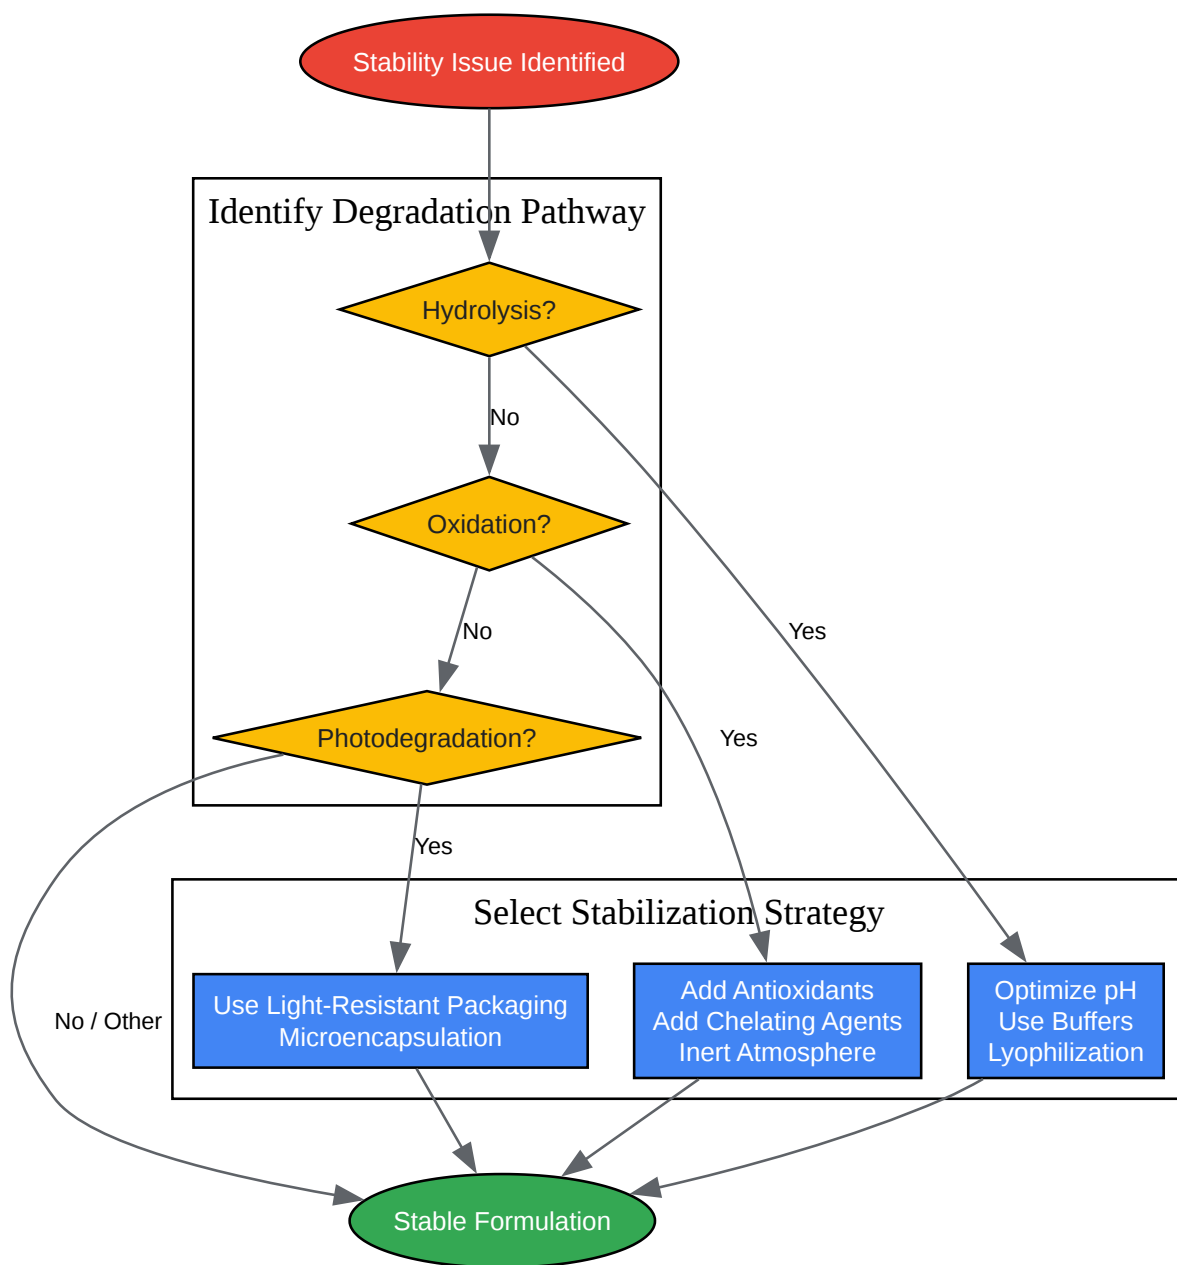 Stability Issue Identified
Identify Degradation Pathway
Hydrolysis?
No
Oxidation?
No
Yes
Photodegradation?
Yes
Yes
Select Stabilization Strategy
Use Light-Resistant Packaging
Microencapsulation
Add Antioxidants
Add Chelating Agents
Inert Atmosphere
Optimize pH
Use Buffers
Lyophilization
No / Other
Stable Formulation